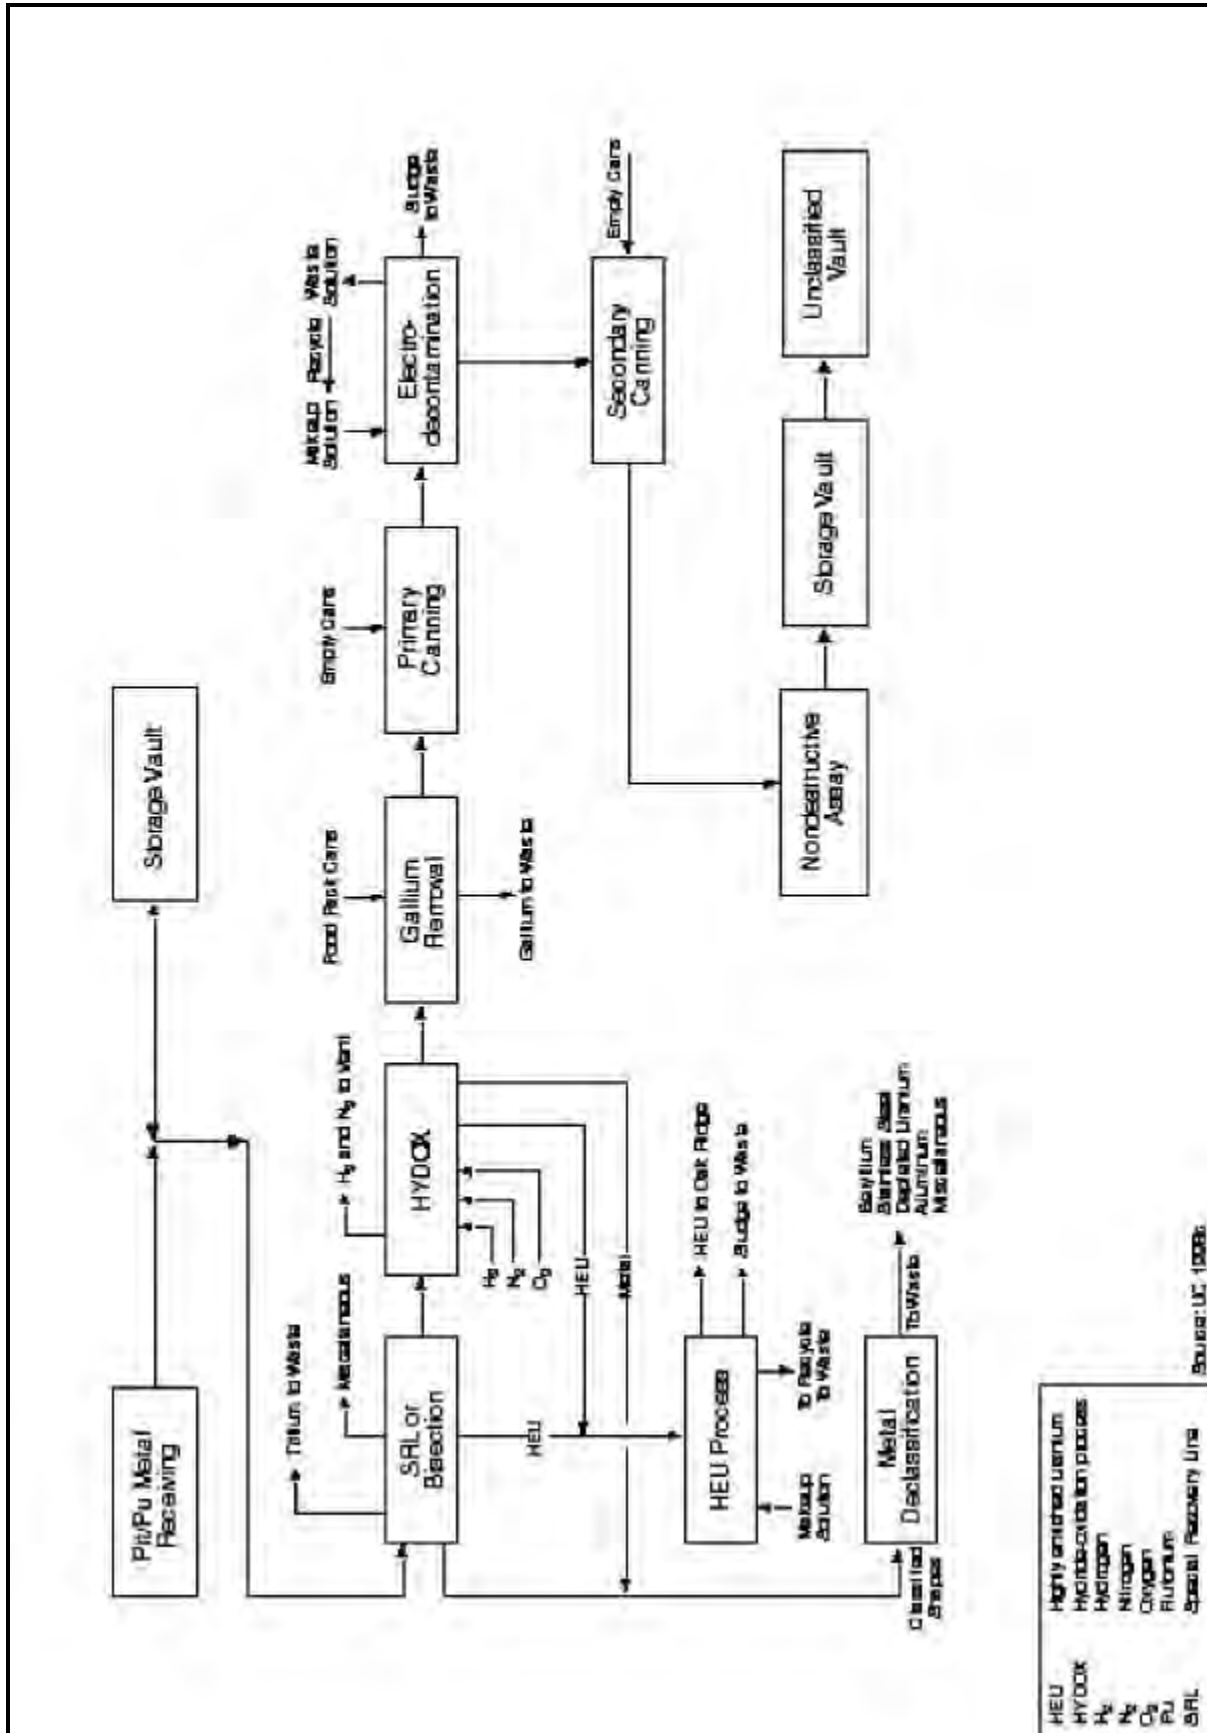 Pit/Pu Metal
Receiving
Storage Vault
Tritium to Waste
Miscellaneous
H2 and N2 to Vent
Food Pack Cans
Empty Cans
Makeup
Solution
Recycle
Waste
Solution
SRL or
Bisection
HYDOX
Gallium
Removal
Primary
Canning
Electro-
decontamination
Sludge
to Waste
H2
N2
O2
Gallium to Waste
HEU
HEU
Metal
Empty Cans
Secondary
Canning
HEU Process
HEU to Oak Ridge
Sludge to Waste
Makeup
Solution
To Recycle
To Waste
Classified
Shapes
Metal
Declassification
To Waste
Beryllium
Stainless Steel
Depleted Uranium
Aluminum
Miscellaneous
Nondestructive
Assay
Storage Vault
Unclassified
Vault
HEU Highly enriched uranium
HYDOX Hydride-oxidation process
H2 Hydrogen
N2 Nitrogen
O2 Oxygen
Pu Plutonium
SRL Special Recovery Line
Source: UC 1998b